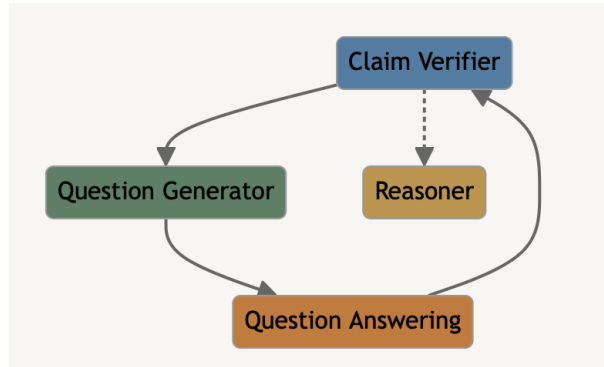 Claim Verifier
Question Generator
Reasoner
Question Answering